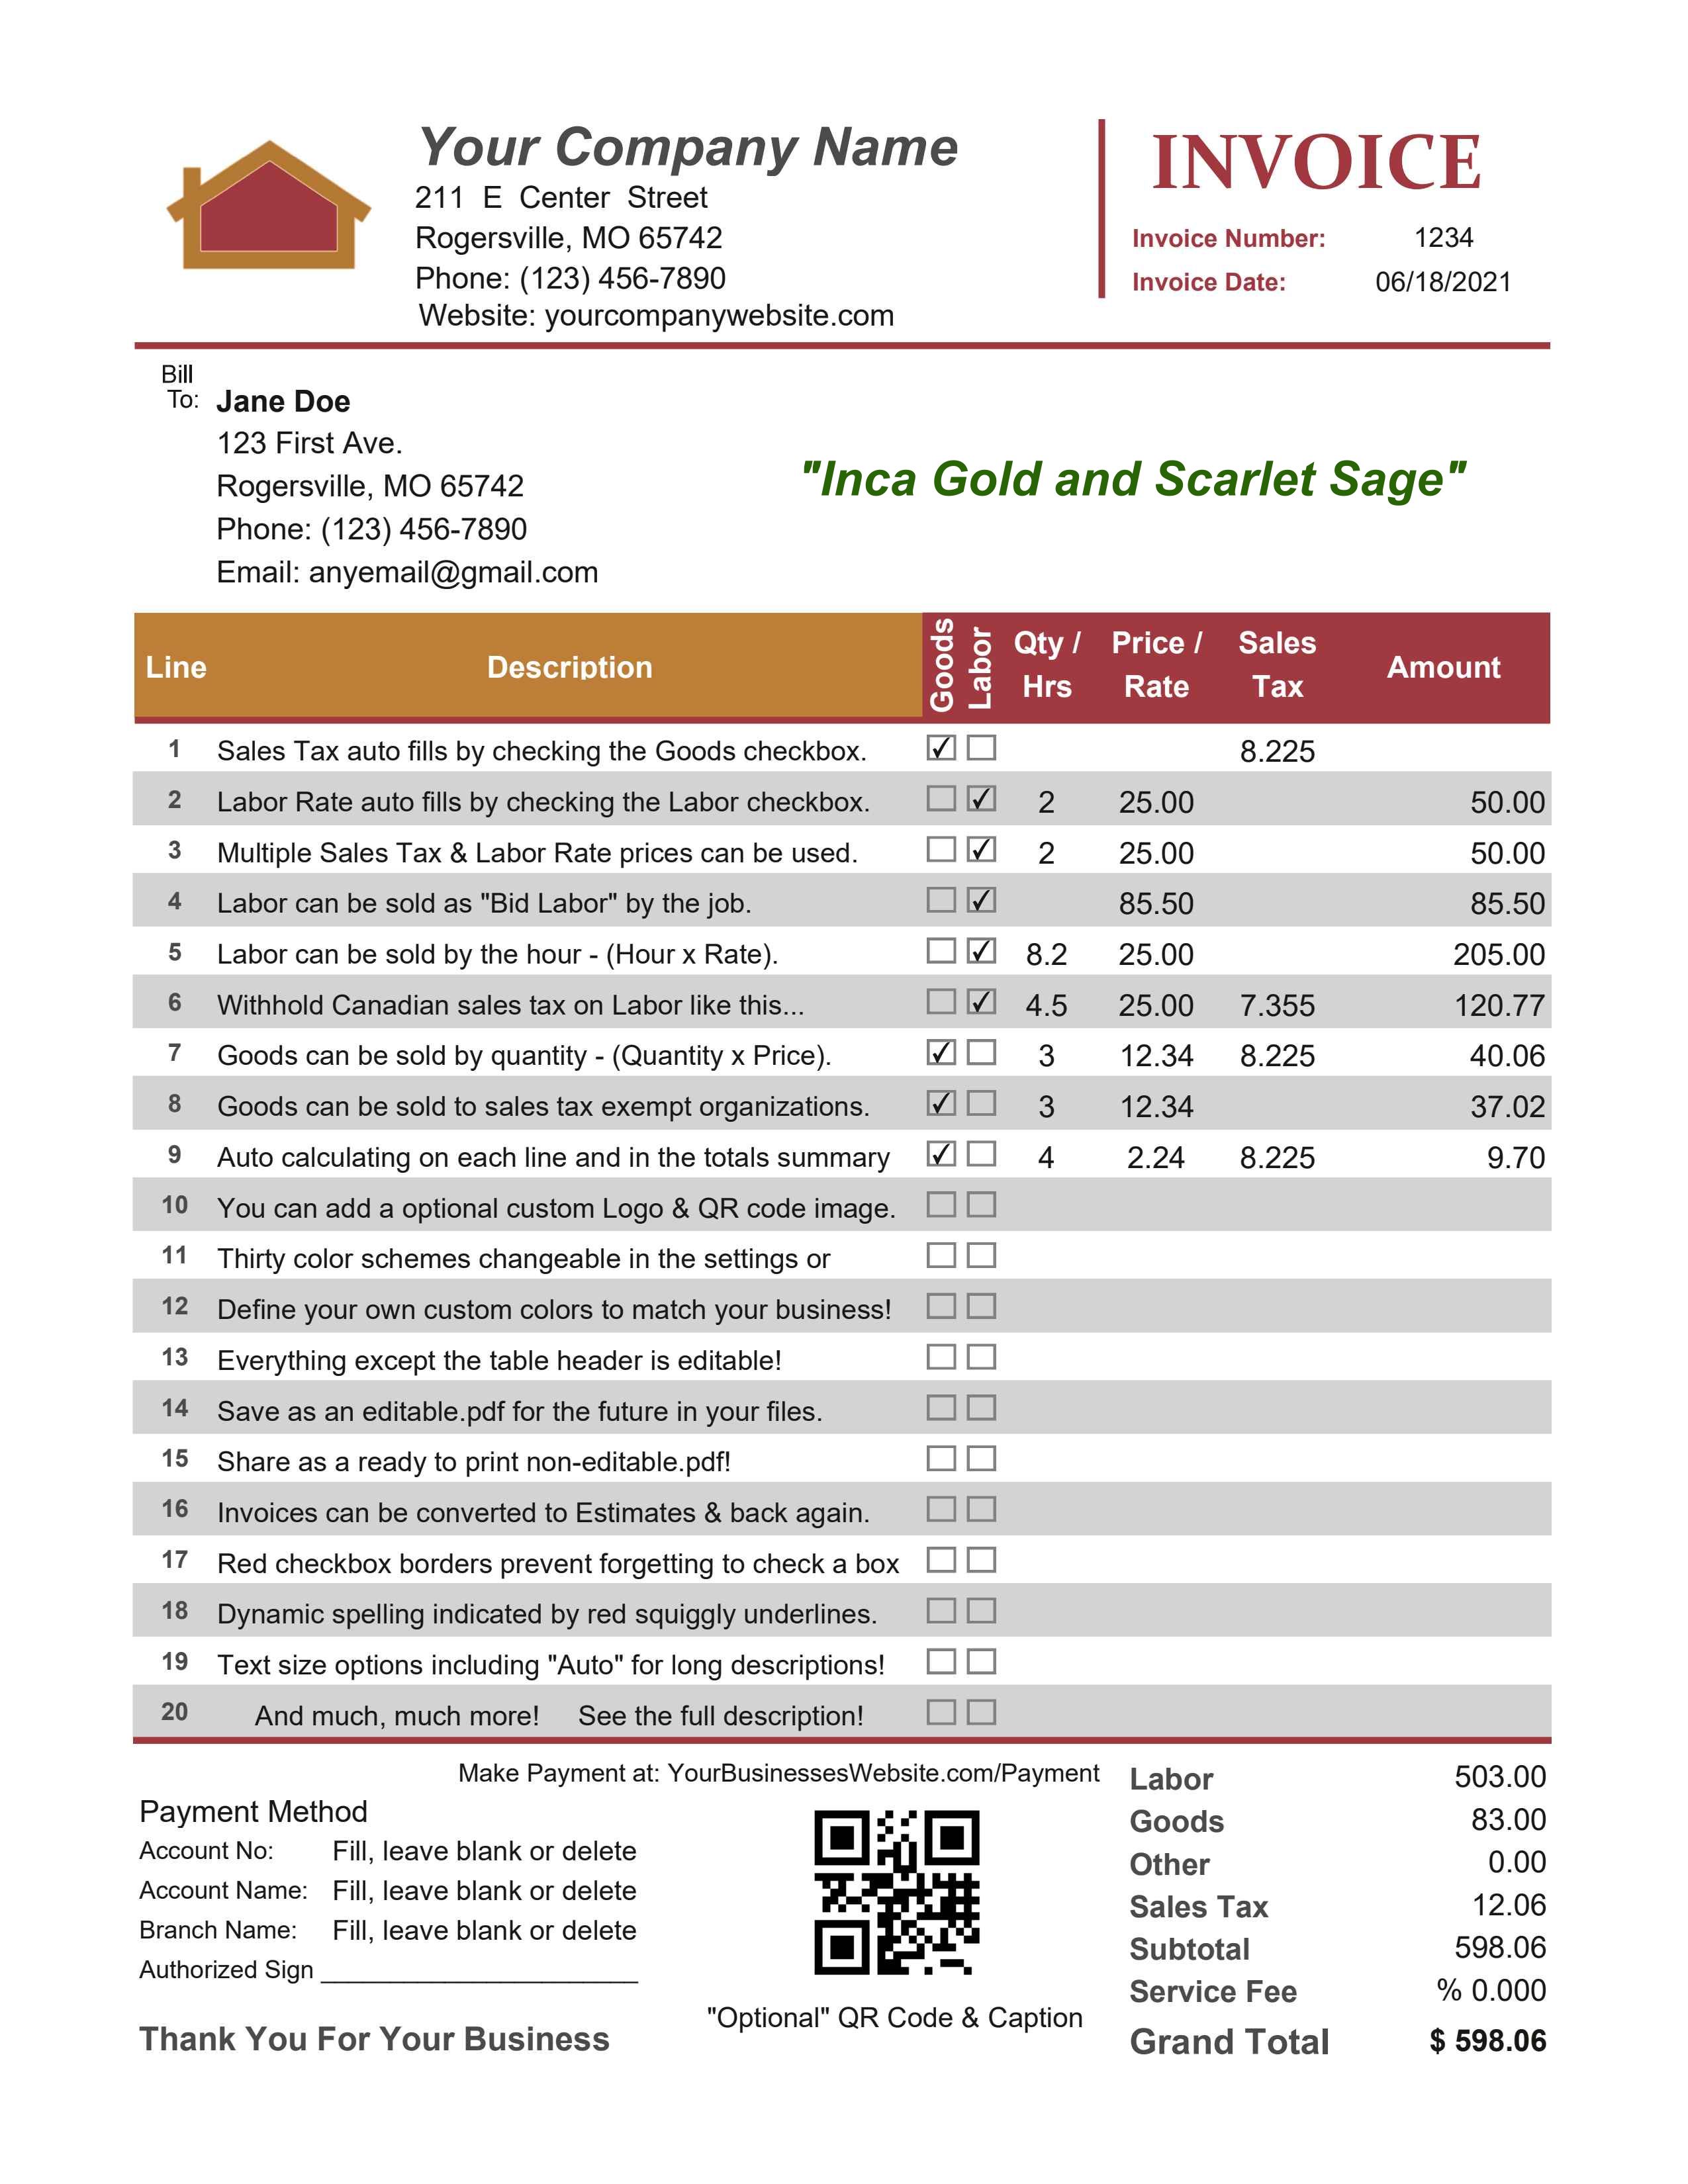 Your Company Name
211 E Center Street
Rogersville, MO 65742
Phone: (123) 456-7890
Website: yourcompanywebsite.com
INVOICE
Invoice Number: 1234
Invoice Date: 06/18/2021
Bill
To: Jane Doe
123 First Ave.
Rogersville, MO 65742
Phone: (123) 456-7890
Email: anyemail@gmail.com
"Inca Gold and Scarlet Sage"
Line Description Goods Labor Qty / Hrs Price / Rate Sales Tax Amount
1 Sales Tax auto fills by checking the Goods checkbox. ✓ 8.225
2 Labor Rate auto fills by checking the Labor checkbox. ✓ 2 25.00 50.00
3 Multiple Sales Tax & Labor Rate prices can be used. ✓ 2 25.00 50.00
4 Labor can be sold as "Bid Labor" by the job. ✓ 85.50 85.50
5 Labor can be sold by the hour - (Hour x Rate). ✓ 8.2 25.00 205.00
6 Withhold Canadian sales tax on Labor like this... ✓ 4.5 25.00 7.355 120.77
7 Goods can be sold by quantity - (Quantity x Price). ✓ 3 12.34 8.225 40.06
8 Goods can be sold to sales tax exempt organizations. ✓ 3 12.34 37.02
9 Auto calculating on each line and in the totals summary ✓ 4 2.24 8.225 9.70
10 You can add a optional custom Logo & QR code image.
11 Thirty color schemes changeable in the settings or
12 Define your own custom colors to match your business!
13 Everything except the table header is editable!
14 Save as an editable.pdf for the future in your files.
15 Share as a ready to print non-editable.pdf!
16 Invoices can be converted to Estimates & back again.
17 Red checkbox borders prevent forgetting to check a box
18 Dynamic spelling indicated by red squiggly underlines.
19 Text size options including "Auto" for long descriptions!
20 And much, much more! See the full description!
Make Payment at: YourBusinessesWebsite.com/Payment
Payment Method
Account No: Fill, leave blank or delete
Account Name: Fill, leave blank or delete
Branch Name: Fill, leave blank or delete
Authorized Sign
Thank You For Your Business
"Optional" QR Code & Caption
Labor 503.00
Goods 83.00
Other 0.00
Sales Tax 12.06
Subtotal 598.06
Service Fee % 0.000
Grand Total $ 598.06